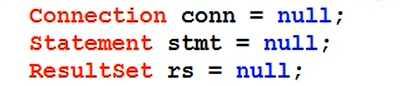 Connection conn = null;
Statement stmt = null;
ResultSet rs = null;